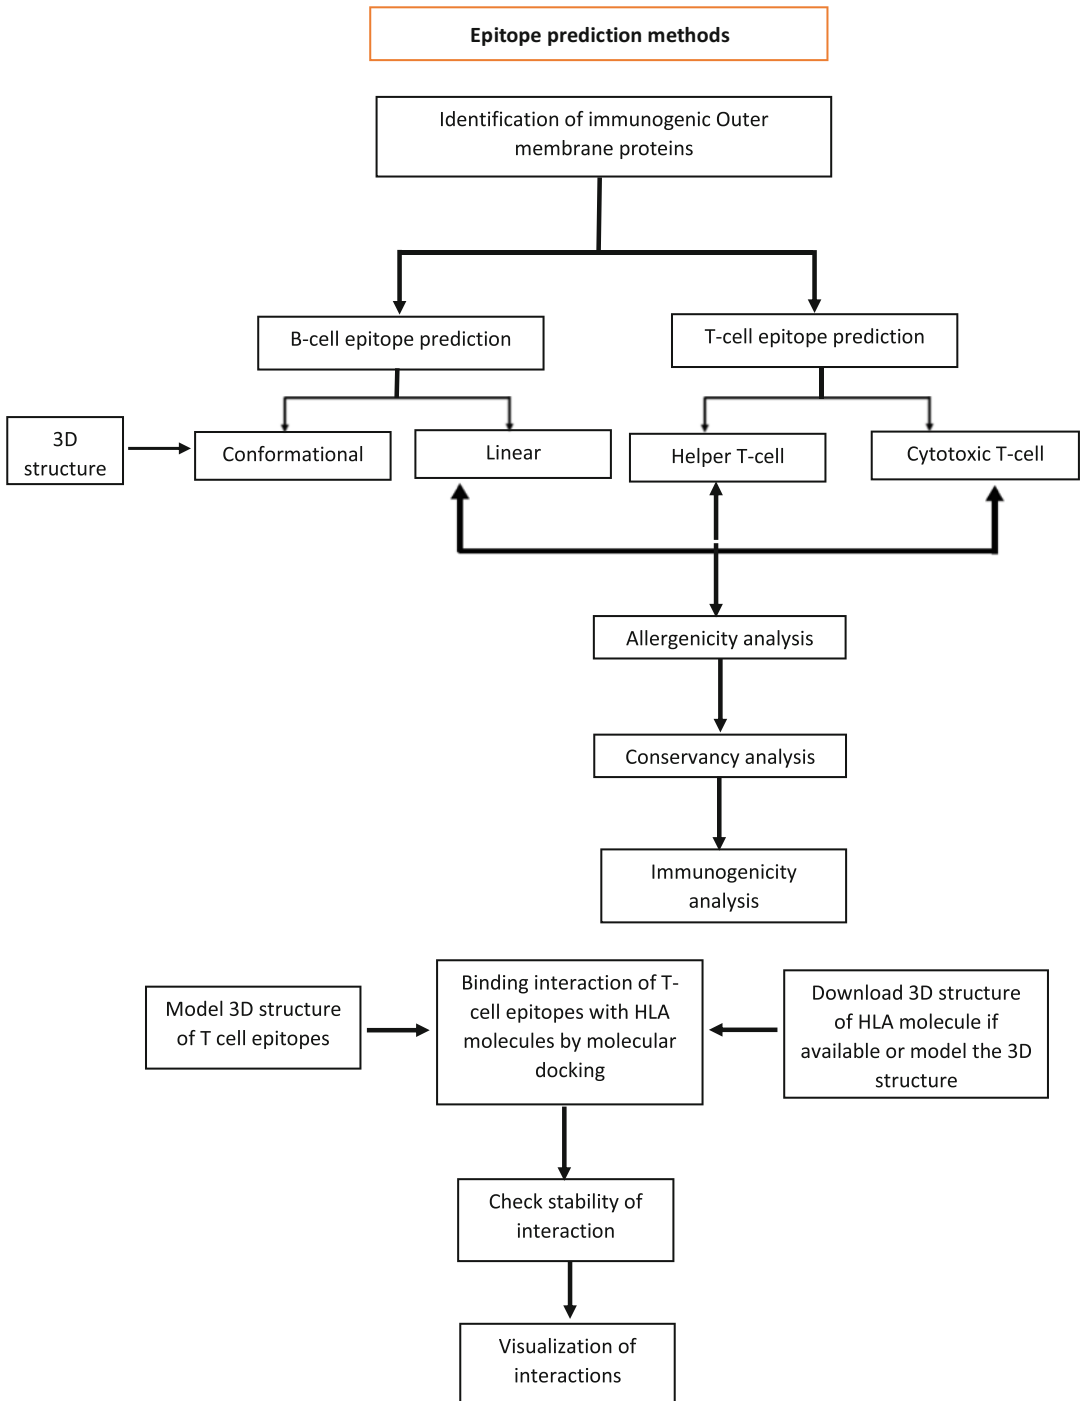 Epitope prediction methods
Identification of immunogenic Outer
membrane proteins
B-cell epitope prediction
T-cell epitope prediction
3D
structure
Conformational
Linear
Helper T-cell
Cytotoxic T-cell
Allergenicity analysis
Conservancy analysis
Immunogenicity
analysis
Model 3D structure
of T cell epitopes
Binding interaction of T-
cell epitopes with HLA
molecules by molecular
docking
Download 3D structure
of HLA molecule if
available or model the 3D
structure
Check stability of
interaction
Visualization of
interactions